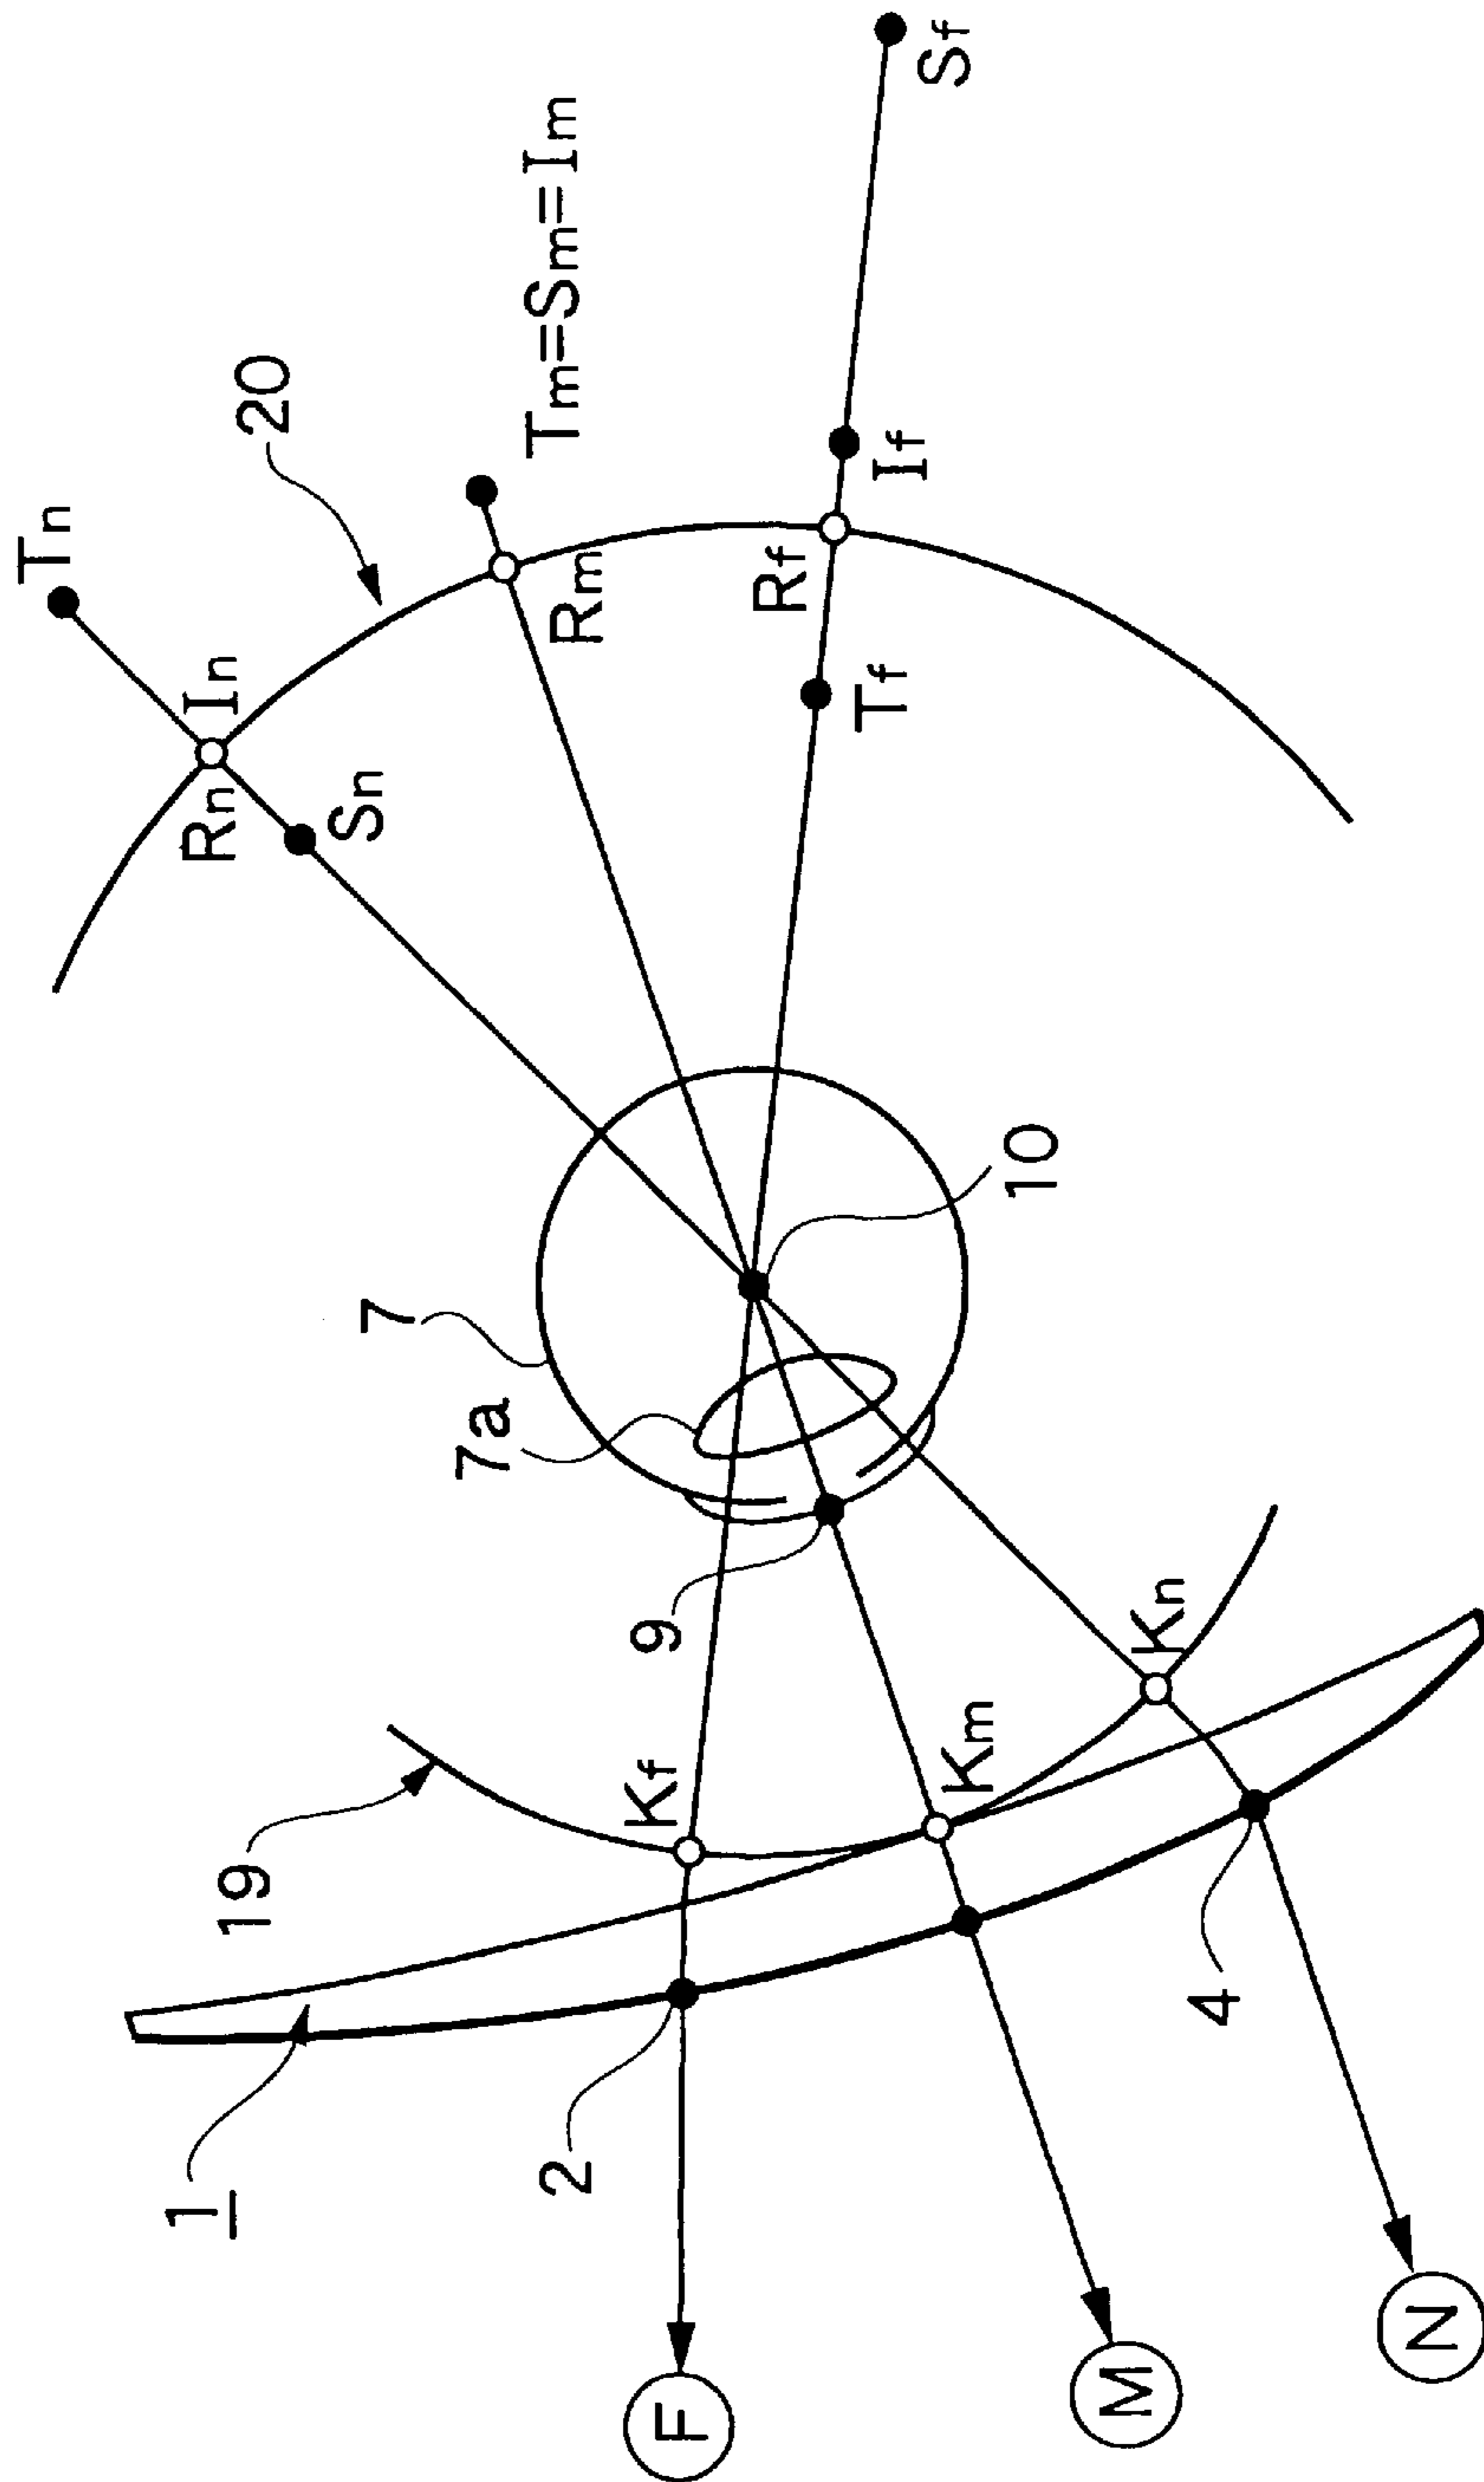 Tn
20
Tm=Sm=Im
Sf
In
Rn
Sn
Rm
Rf
If
Tf
7
7a
10
9
19
Kf
Km
Kn
1
2
4
F
M
N